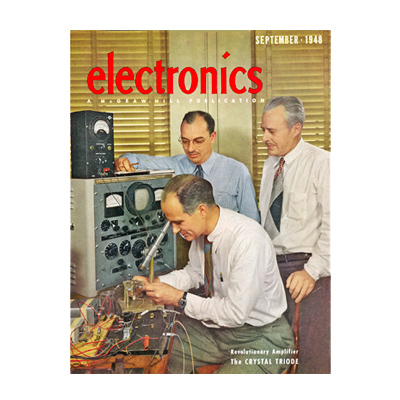 SEPTEMBER · 1948
electronics
A McGRAW-HILL PUBLICATION
Revolutionary Amplifier
The CRYSTAL TRIODE